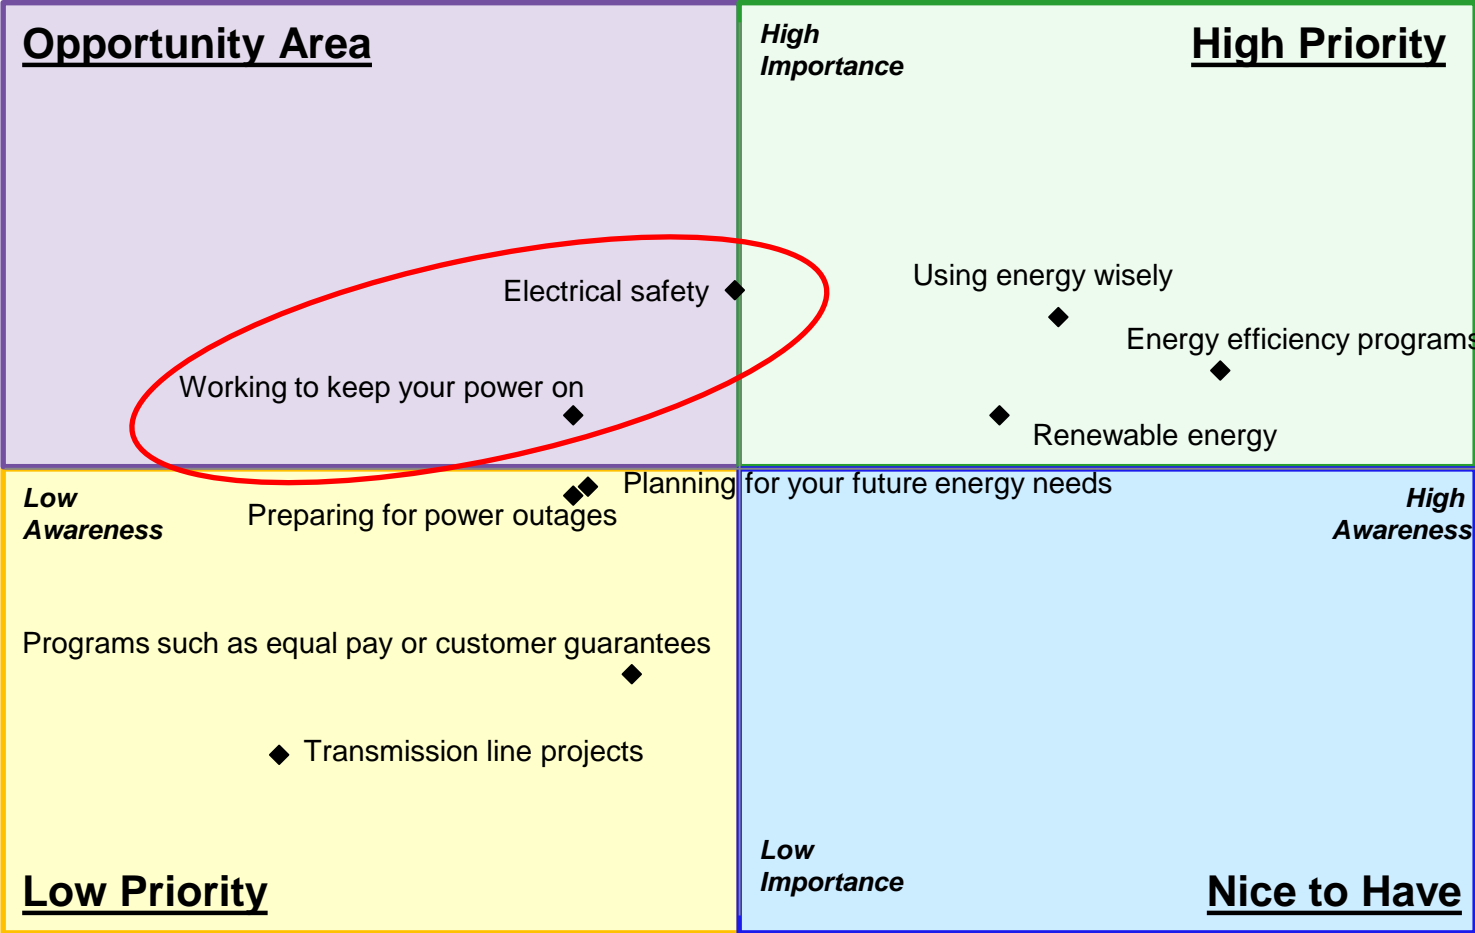 Opportunity Area
High
Importance
High Priority
Electrical safety
Using energy wisely
Energy efficiency programs
Working to keep your power on
Renewable energy
Low
Awareness
Planning for your future energy needs
Preparing for power outages
High
Awareness
Programs such as equal pay or customer guarantees
Transmission line projects
Low
Importance
Low Priority
Nice to Have